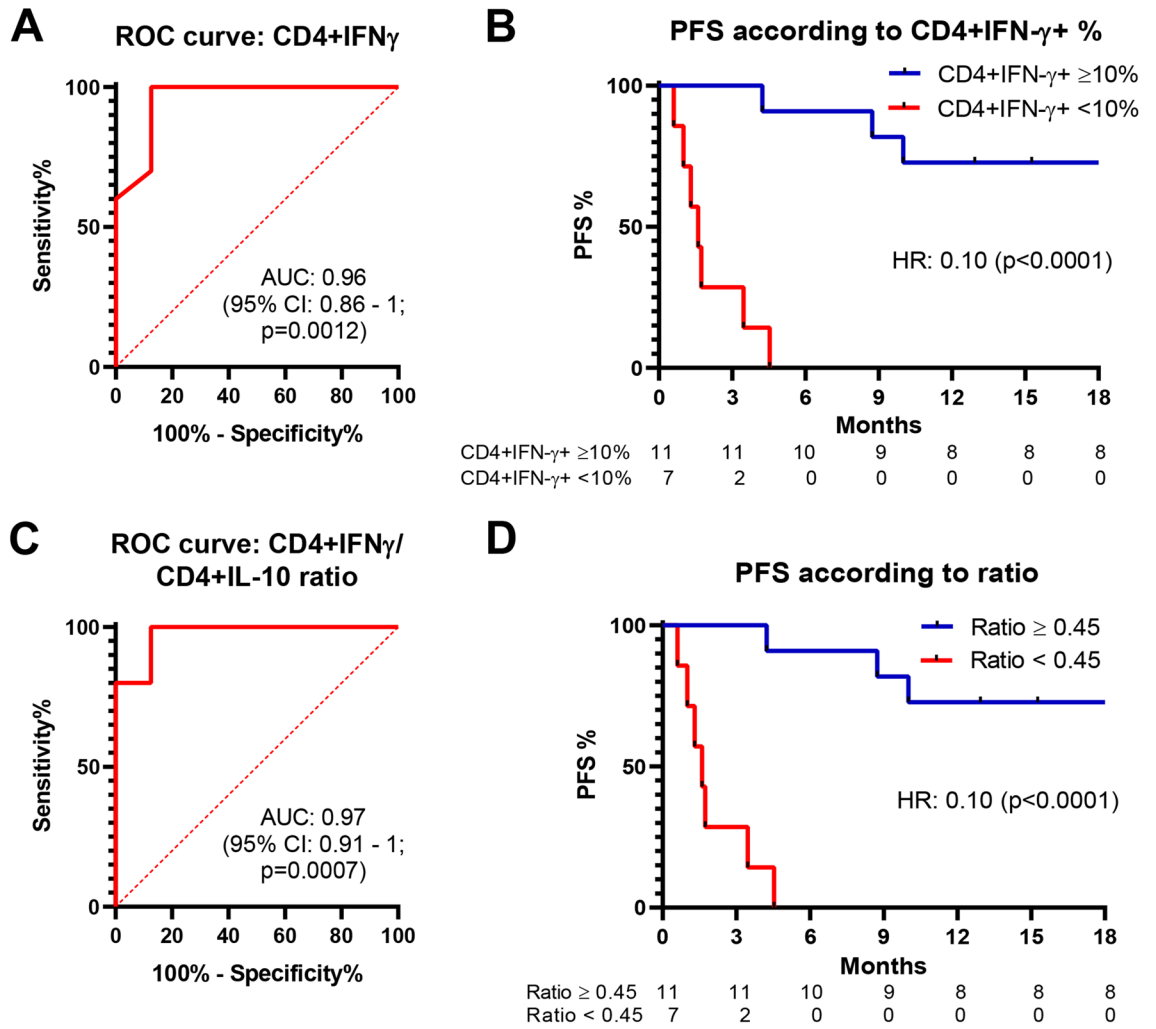 A
ROC curve: CD4+IFNγ
Sensitivity%
100
50
0
AUC: 0.96
(95% CI: 0.86 - 1;
p=0.0012)
0 20 40 60 80 100
100% - Specificity%
B
PFS according to CD4+IFN-γ+ %
CD4+IFN-γ+ ≥10%
CD4+IFN-γ+ <10%
PFS %
100
50
0
HR: 0.10 (p<0.0001)
0 3 6 9 12 15 18
Months
CD4+IFN-γ+ ≥10% 11 11 10 9 8 8 8
CD4+IFN-γ+ <10% 7 2 0 0 0 0 0
C
ROC curve: CD4+IFNγ/
CD4+IL-10 ratio
Sensitivity%
100
50
0
AUC: 0.97
(95% CI: 0.91 - 1;
p=0.0007)
0 20 40 60 80 100
100% - Specificity%
D
PFS according to ratio
Ratio ≥ 0.45
Ratio < 0.45
PFS %
100
50
0
HR: 0.10 (p<0.0001)
0 3 6 9 12 15 18
Months
Ratio ≥ 0.45 11 11 10 9 8 8 8
Ratio < 0.45 7 2 0 0 0 0 0